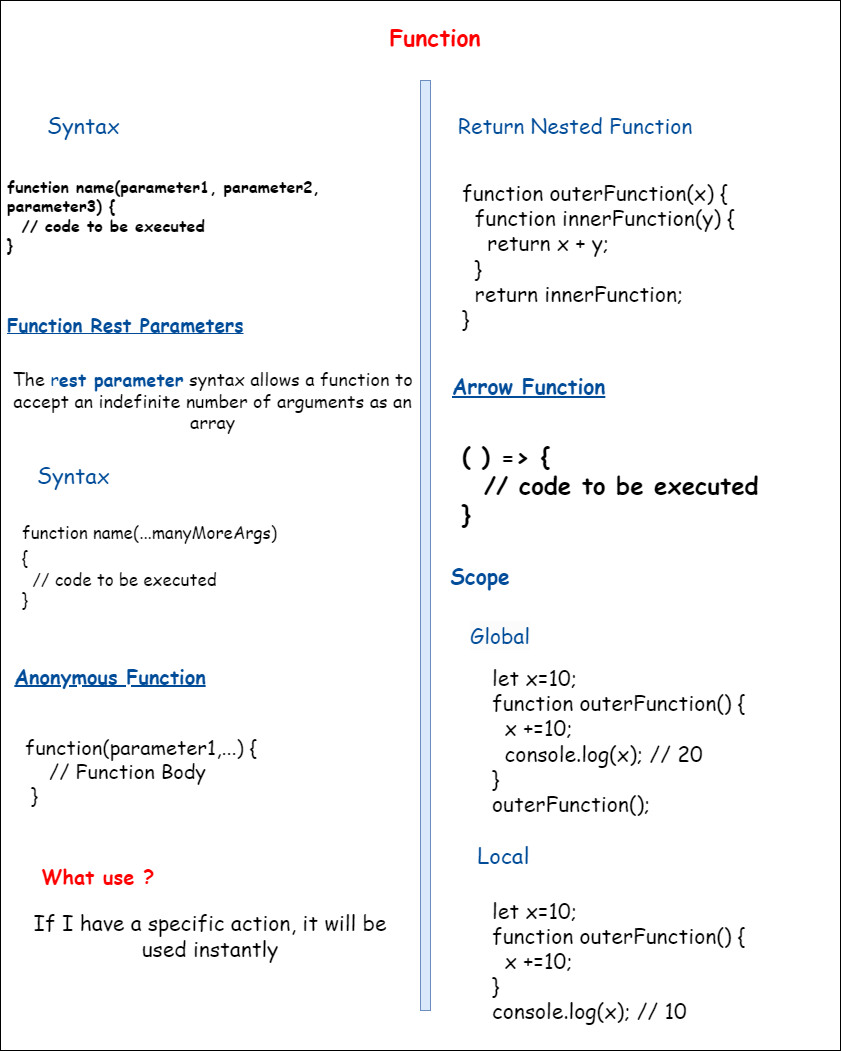 Function
Syntax
function name(parameter1, parameter2,
parameter3) {
// code to be executed
}
Function Rest Parameters
The rest parameter syntax allows a function to
accept an indefinite number of arguments as an
array
Syntax
function name(...manyMoreArgs)
{
// code to be executed
}
Anonymous Function
function(parameter1,...) {
// Function Body
}
What use ?
If I have a specific action, it will be
used instantly
Return Nested Function
function outerFunction(x) {
function innerFunction(y) {
return x + y;
}
return innerFunction;
}
Arrow Function
( ) => {
// code to be executed
}
Scope
Global
let x=10;
function outerFunction() {
x +=10;
console.log(x); // 20
}
outerFunction();
Local
let x=10;
function outerFunction() {
x +=10;
}
console.log(x); // 10